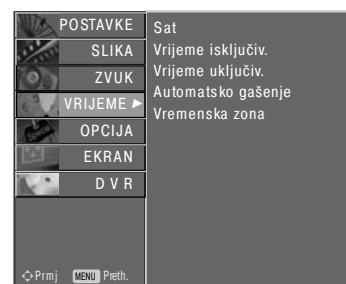 POSTAVKE
SLIKA
ZVUK
VRIJEME ►
OPCIJA
EKRAN
D V R
Prmj MENU Preth.
Sat
Vrijeme isključiv.
Vrijeme uključiv.
Automatsko gašenje
Vremenska zona